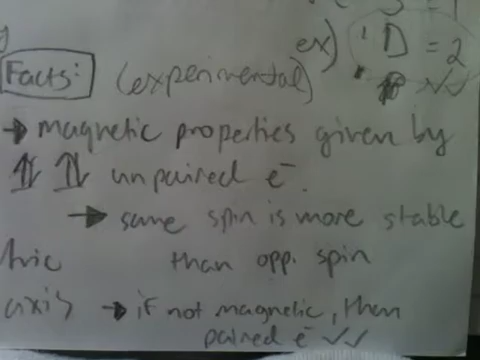 ex) 'D = 2
Facts: (experimental)
→ magnetic properties given by
⥮ ⥮ unpaired e⁻.
→ same spin is more stable
than opp. spin
axis → if not magnetic, then
paired e⁻ ✓✓